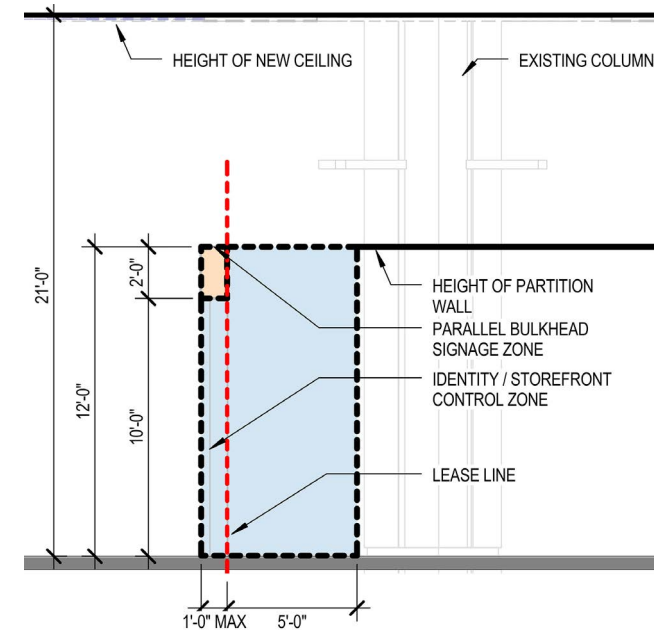 HEIGHT OF NEW CEILING
EXISTING COLUMN
21'-0"
12'-0"
2'-0"
10'-0"
HEIGHT OF PARTITION
WALL
PARALLEL BULKHEAD
SIGNAGE ZONE
IDENTITY / STOREFRONT
CONTROL ZONE
LEASE LINE
1'-0" MAX
5'-0"